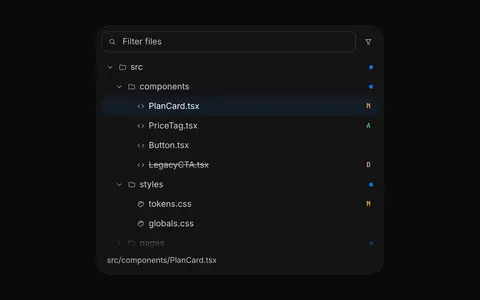 Filter files
src
components
PlanCard.tsx M
PriceTag.tsx A
Button.tsx
LegacyCTA.tsx D
styles
tokens.css M
globals.css
pages
src/components/PlanCard.tsx